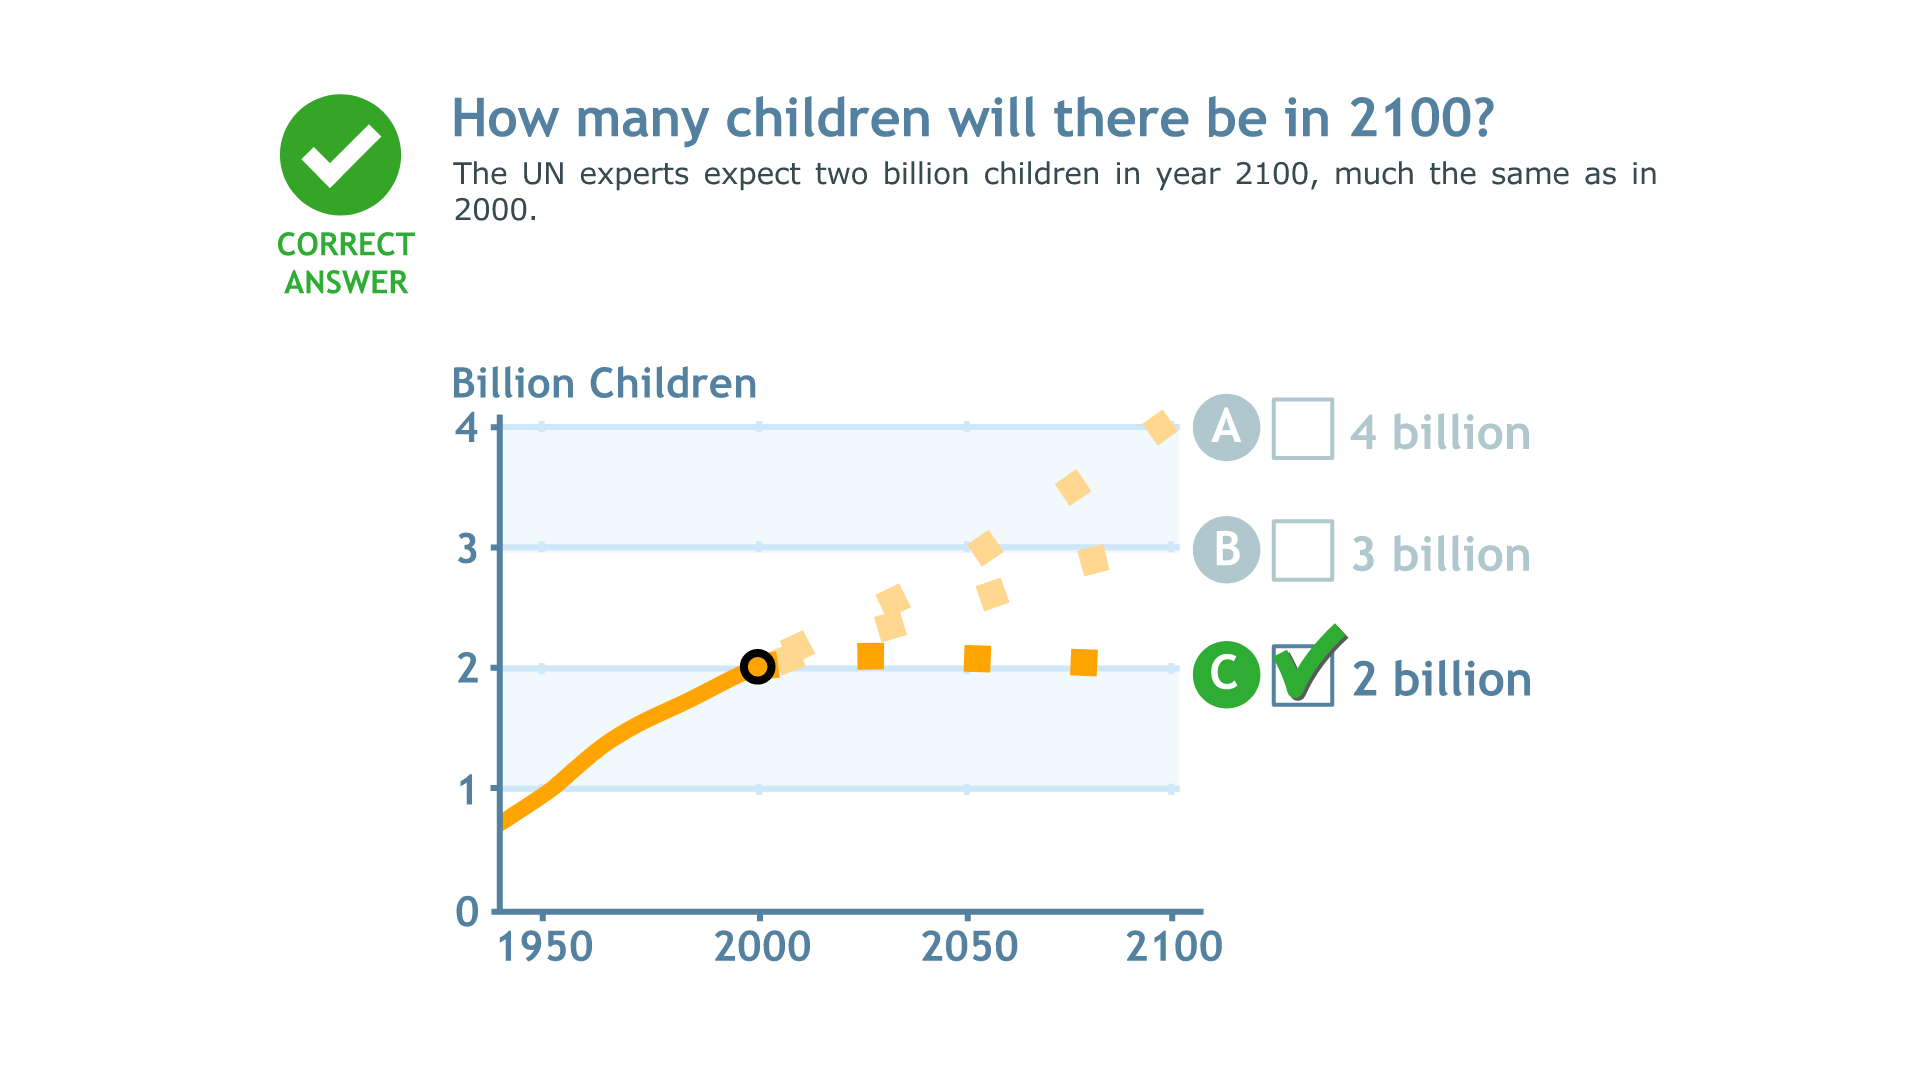 How many children will there be in 2100?
The UN experts expect two billion children in year 2100, much the same as in
2000.
CORRECT
ANSWER
Billion Children
4
3
2
1
0
1950 2000 2050 2100
A 4 billion
B 3 billion
C 2 billion